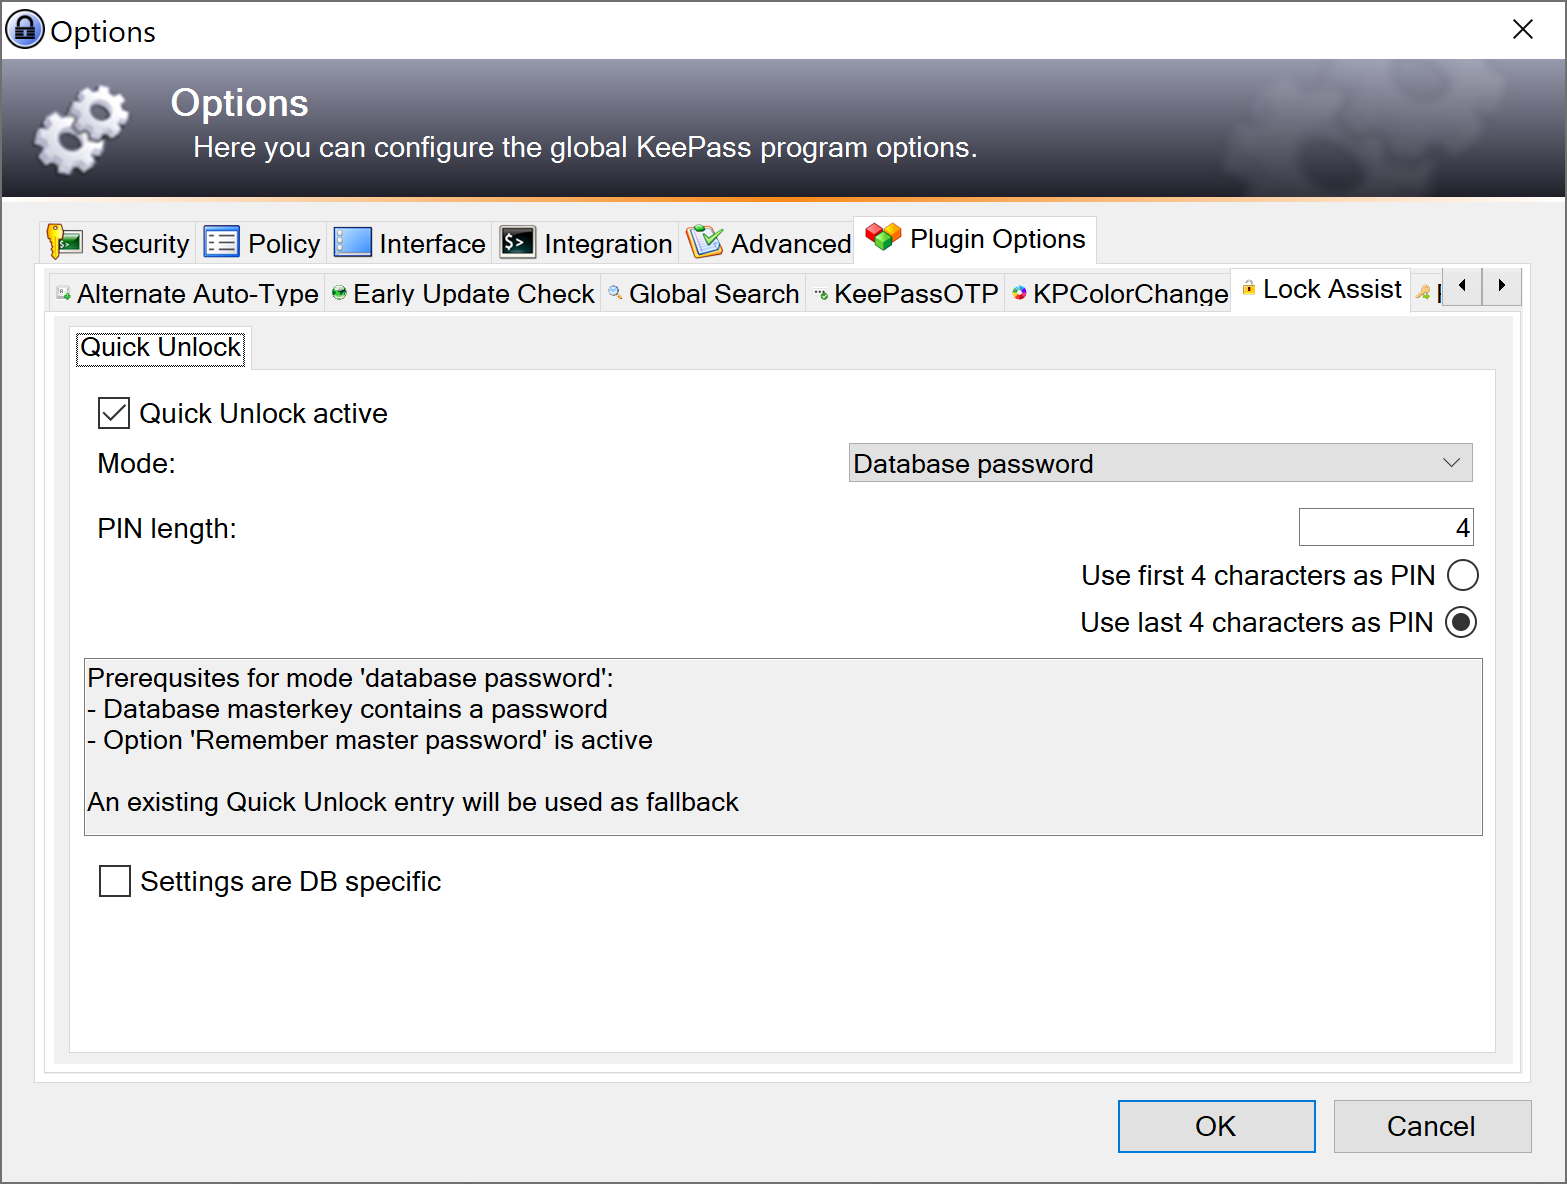 Options
Options
Here you can configure the global KeePass program options.
Security Policy Interface Integration Advanced Plugin Options
Alternate Auto-Type Early Update Check Global Search KeePassOTP KPColorChange Lock Assist
Quick Unlock
Quick Unlock active
Mode: Database password
PIN length: 4
Use first 4 characters as PIN
Use last 4 characters as PIN
Prerequsites for mode 'database password':
- Database masterkey contains a password
- Option 'Remember master password' is active
An existing Quick Unlock entry will be used as fallback
Settings are DB specific
OK Cancel